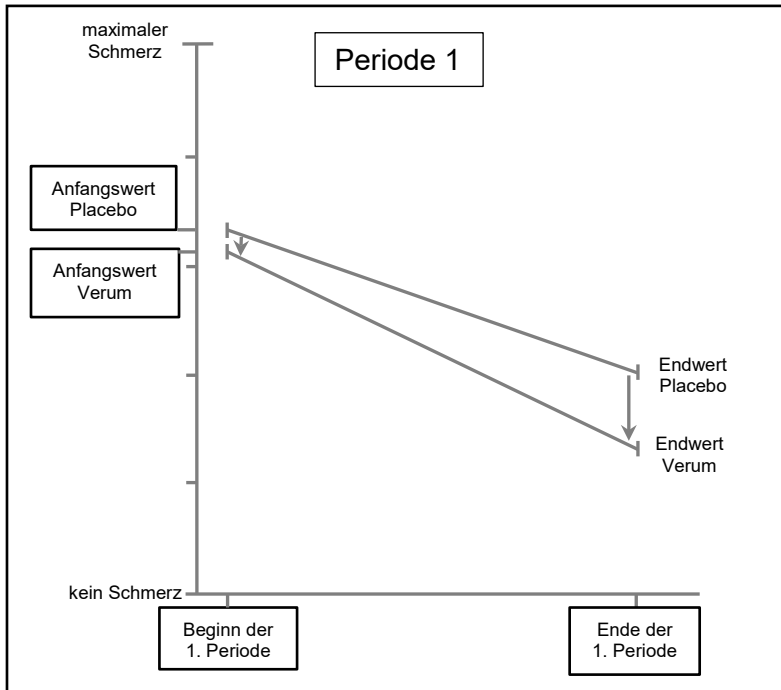 maximaler
Schmerz
Periode 1
Anfangswert
Placebo
Anfangswert
Verum
Endwert
Placebo
Endwert
Verum
kein Schmerz
Beginn der
1. Periode
Ende der
1. Periode